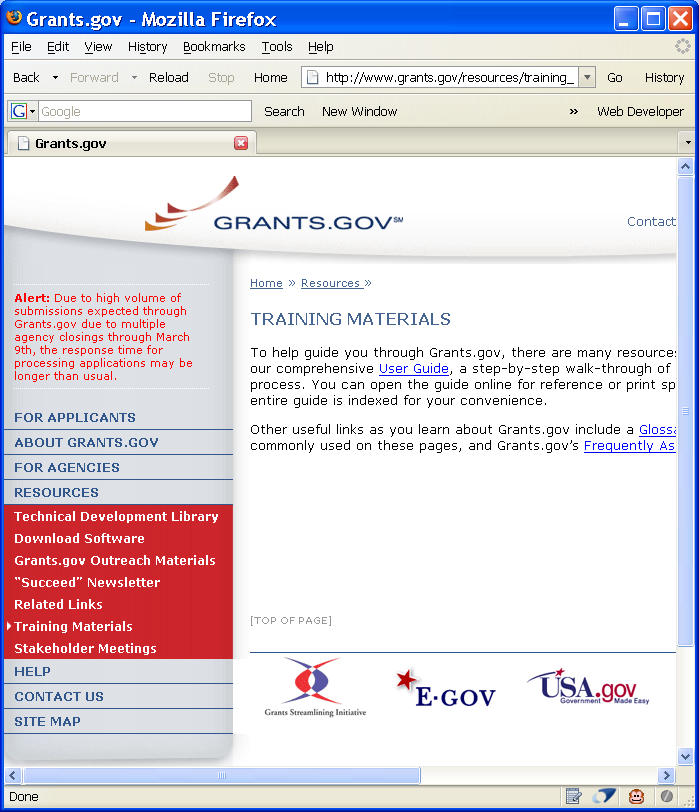 Grants.gov - Mozilla Firefox
File Edit View History Bookmarks Tools Help
Back Forward Reload Stop Home http://www.grants.gov/resources/training_ Go History
G Google Search New Window » Web Developer
Grants.gov
GRANTS.GOV℠
Contact
Alert: Due to high volume of
submissions expected through
Grants.gov due to multiple
agency closings through March
9th, the response time for
processing applications may be
longer than usual.
FOR APPLICANTS
ABOUT GRANTS.GOV
FOR AGENCIES
RESOURCES
Technical Development Library
Download Software
Grants.gov Outreach Materials
“Succeed” Newsletter
Related Links
Training Materials
Stakeholder Meetings
HELP
CONTACT US
SITE MAP
Home » Resources »
TRAINING MATERIALS
To help guide you through Grants.gov, there are many resources
our comprehensive User Guide, a step-by-step walk-through of
process. You can open the guide online for reference or print sp
entire guide is indexed for your convenience.
Other useful links as you learn about Grants.gov include a Glossa
commonly used on these pages, and Grants.gov’s Frequently As
[TOP OF PAGE]
Grants Streamlining Initiative
E-GOV
USA.gov
Government Made Easy
Done